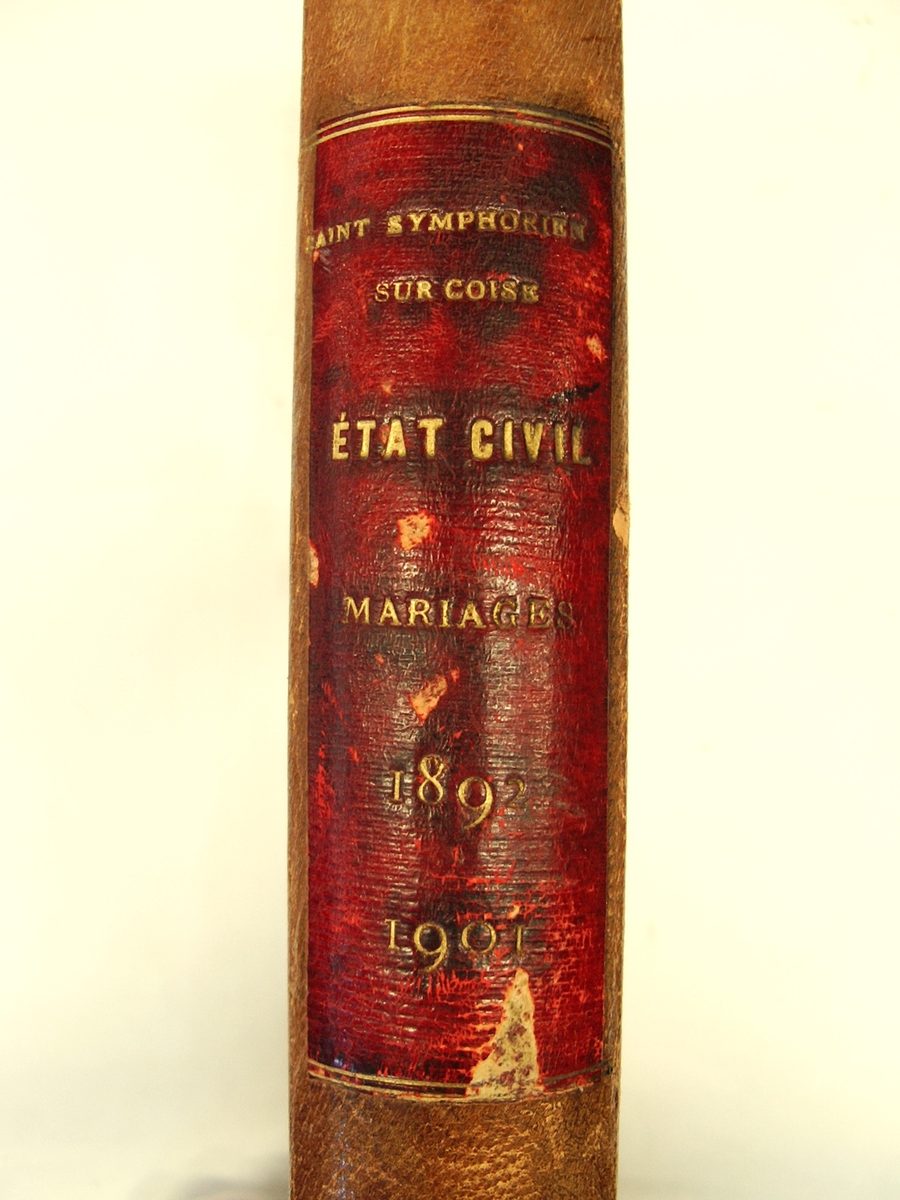 SAINT SYMPHORIEN
SUR COISE
ÉTAT CIVIL
MARIAGES
1892
1901